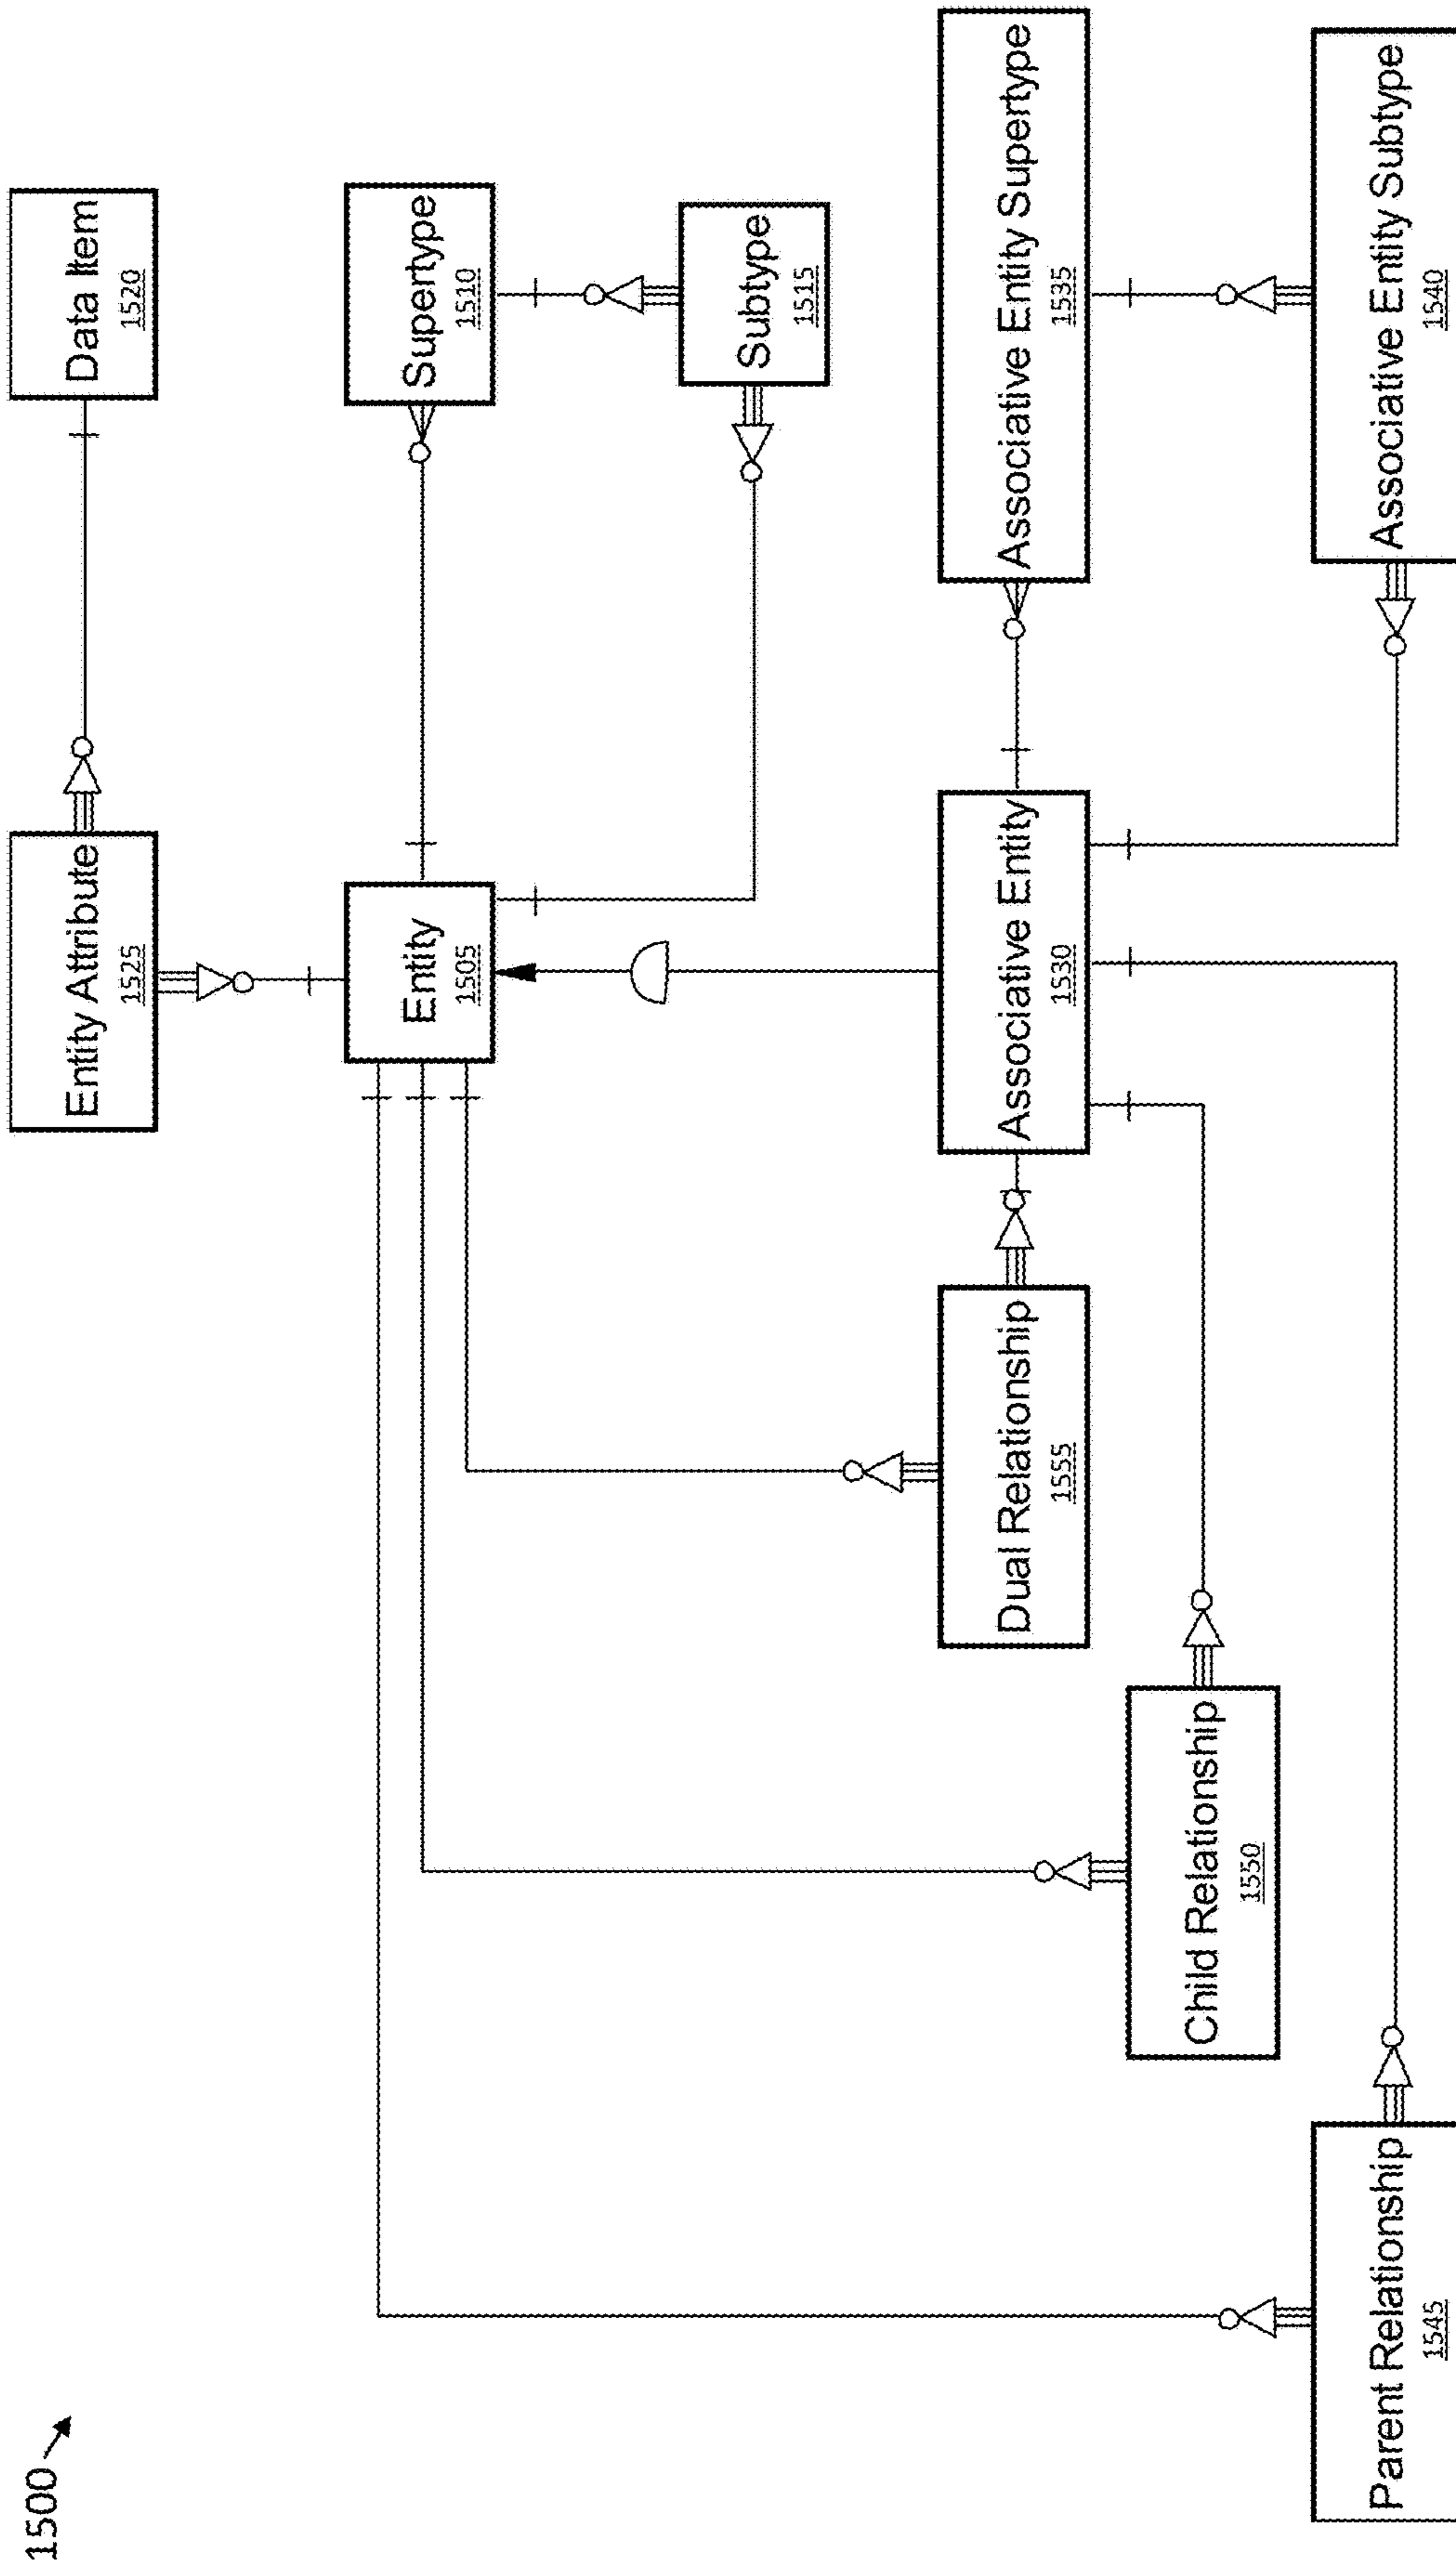 1500
Entity Attribute
1525
Data Item
1520
Entity
1505
Supertype
1510
Subtype
1515
Dual Relationship
1555
Associative Entity
1530
Associative Entity Supertype
1535
Child Relationship
1550
Parent Relationship
1545
Associative Entity Subtype
1540